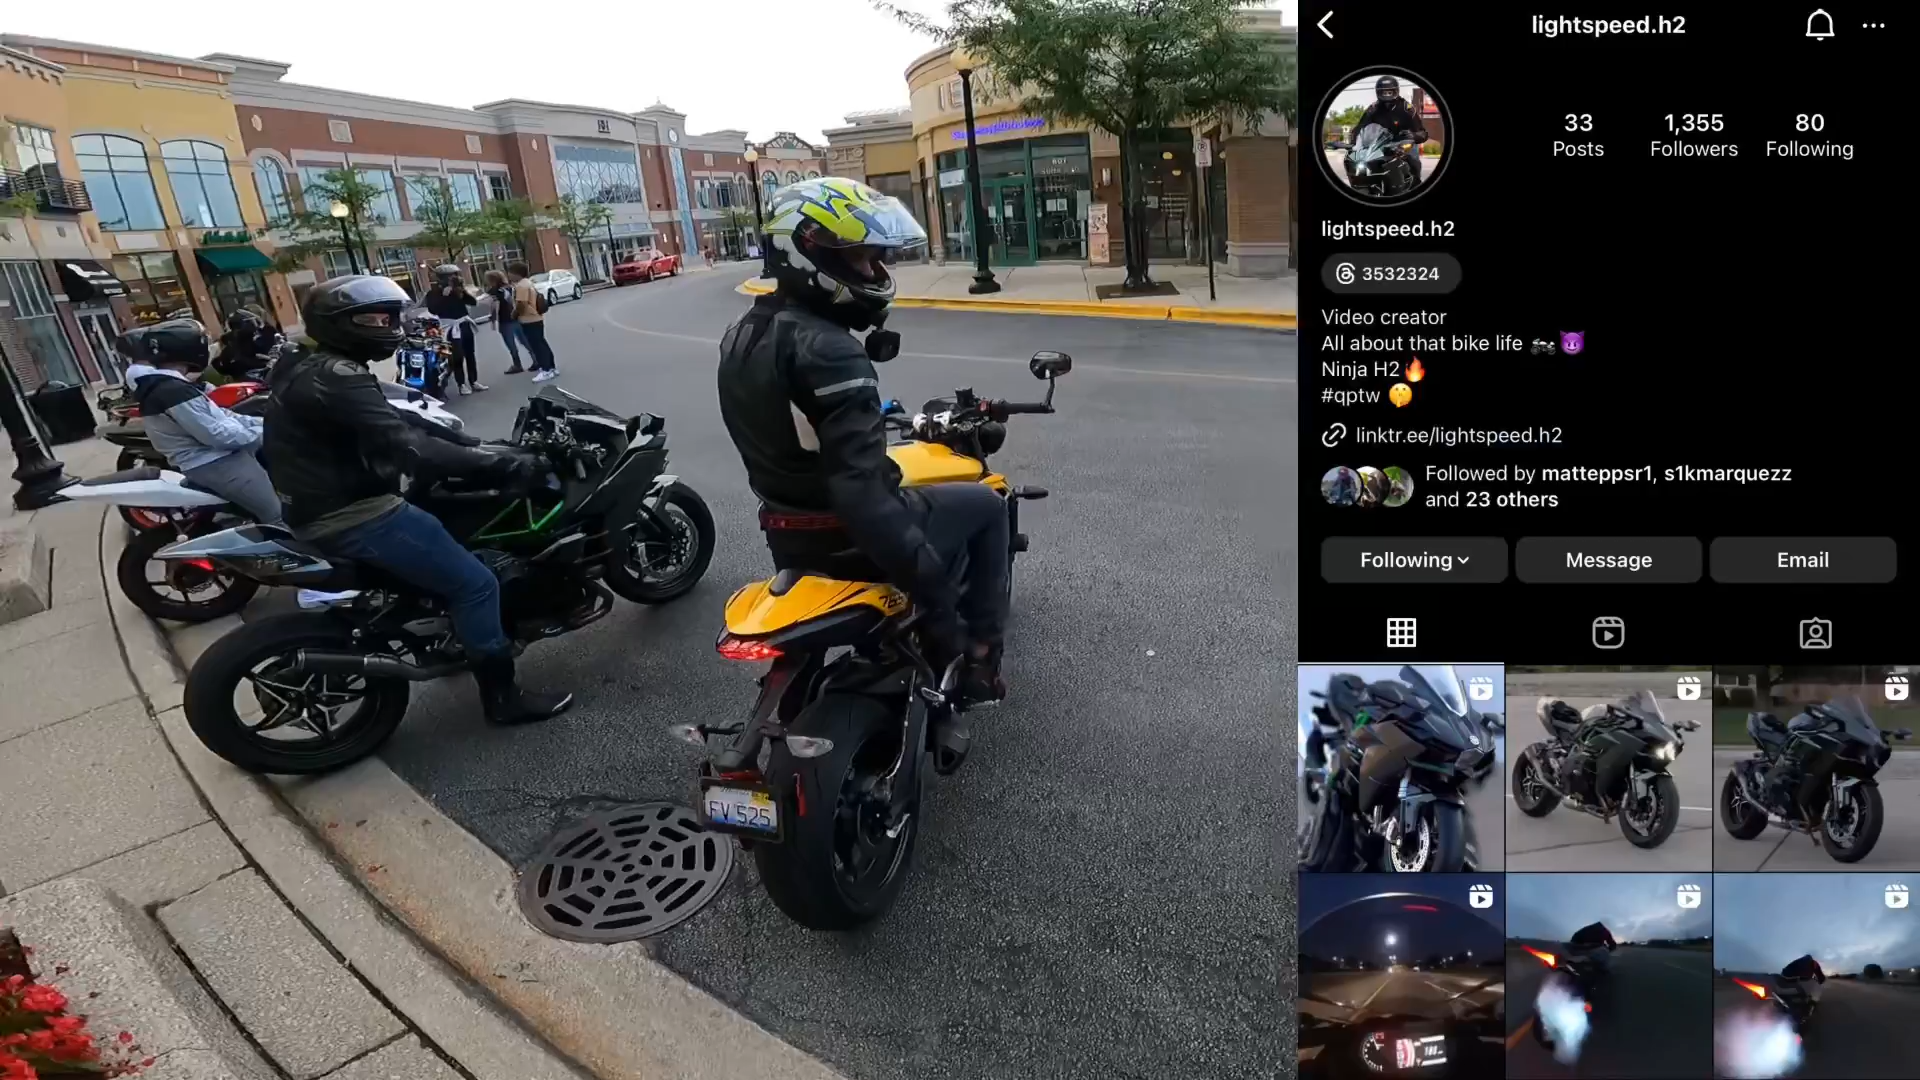 765
FV 525
601
lightspeed.h2
33
Posts
1,355
Followers
80
Following
lightspeed.h2
3532324
Video creator
All about that bike life 🏍️😈
Ninja H2🔥
#qptw 🤫
linktr.ee/lightspeed.h2
Followed by matteppsr1, s1kmarquezz
and 23 others
Following
Message
Email